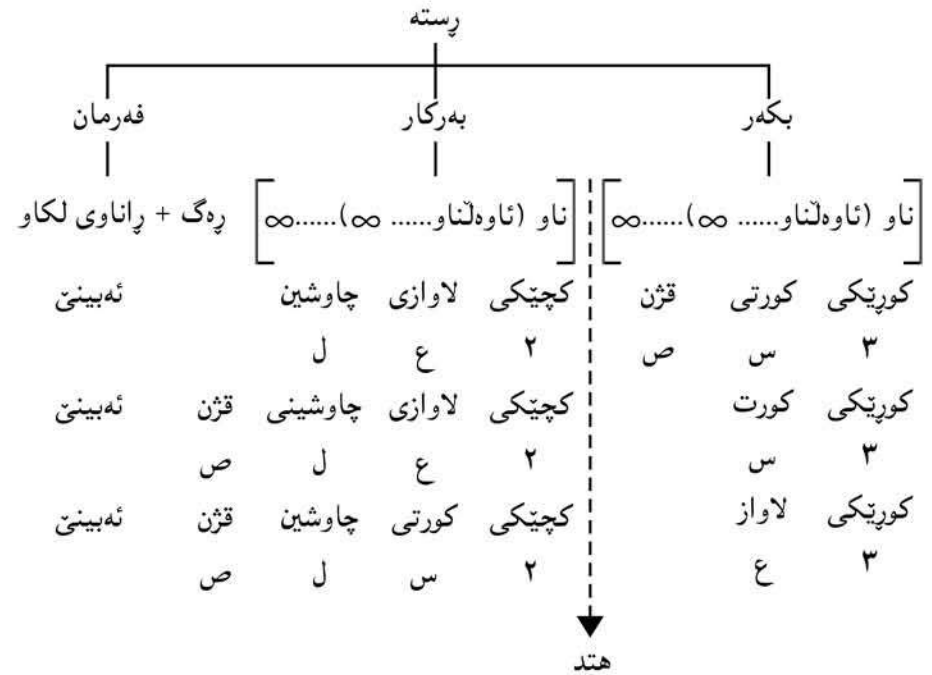 ڕستە
بکەر بەرکار فەرمان
[ناو (ئاوەڵناو...... ∞)......∞] [ناو (ئاوەڵناو...... ∞)......∞] ڕەگ + ڕاناوی لکاو
کوڕێکی کورتی قژن کچێکی لاوازی چاوشین ئەبینێ
٣ س ص ٢ ع ل
کوڕێکی کورت کچێکی لاوازی چاوشینی قژن ئەبینێ
٣ س ٢ ع ل ص
کوڕێکی لاواز کچێکی کورتی چاوشین قژن ئەبینێ
٣ ع ٢ س ل ص
هتد